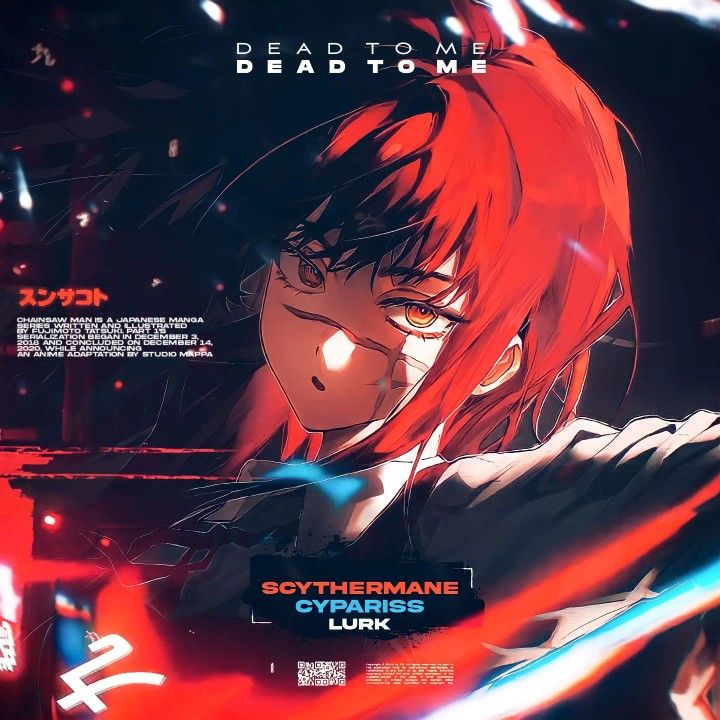 DEAD TO ME
DEAD TO ME
スンサコト
CHAINSAW MAN IS A JAPANESE MANGA
SERIES WRITTEN AND ILLUSTRATED
BY FUJIMOTO TATSUKI. PART 1'S
SERIALIZATION BEGAN IN DECEMBER 3,
2018 AND CONCLUDED ON DECEMBER 14,
2020, WHILE ANNOUNCING
AN ANIME ADAPTATION BY STUDIO MAPPA
SCYTHERMANE
CYPARISS
LURK